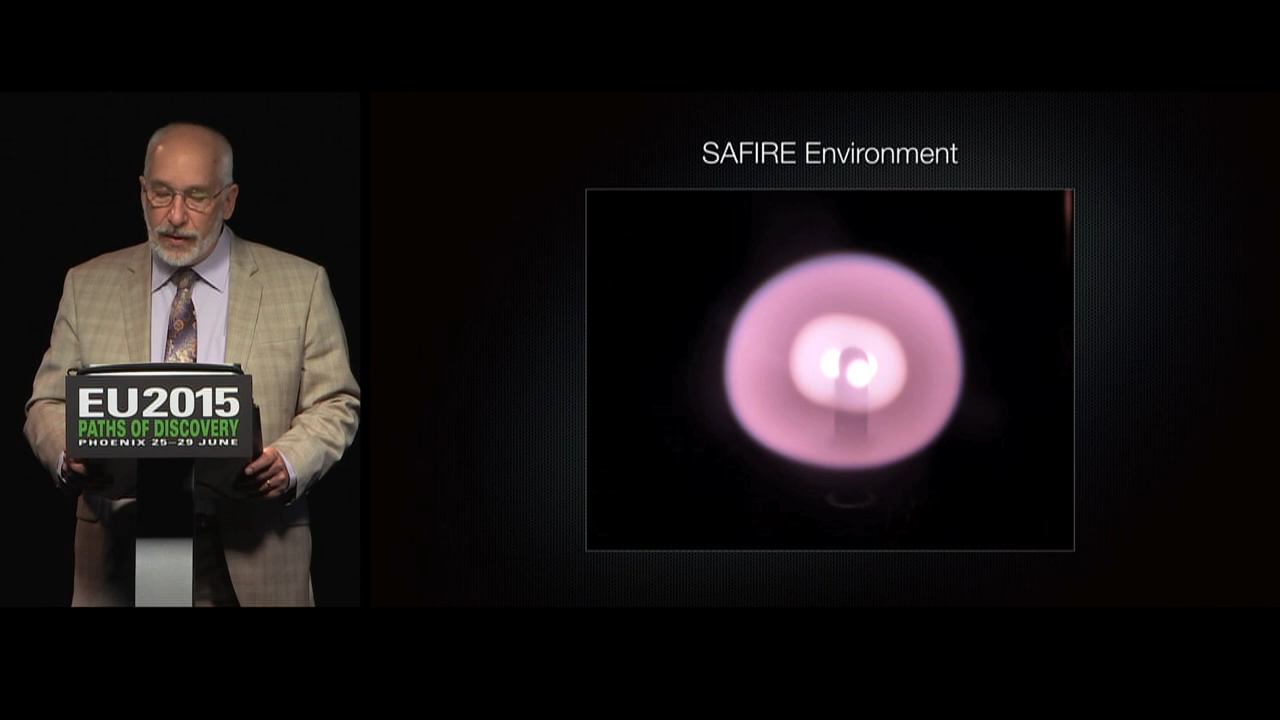 SAFIRE Environment
EU2015
PATHS OF DISCOVERY
PHOENIX 25–29 JUNE